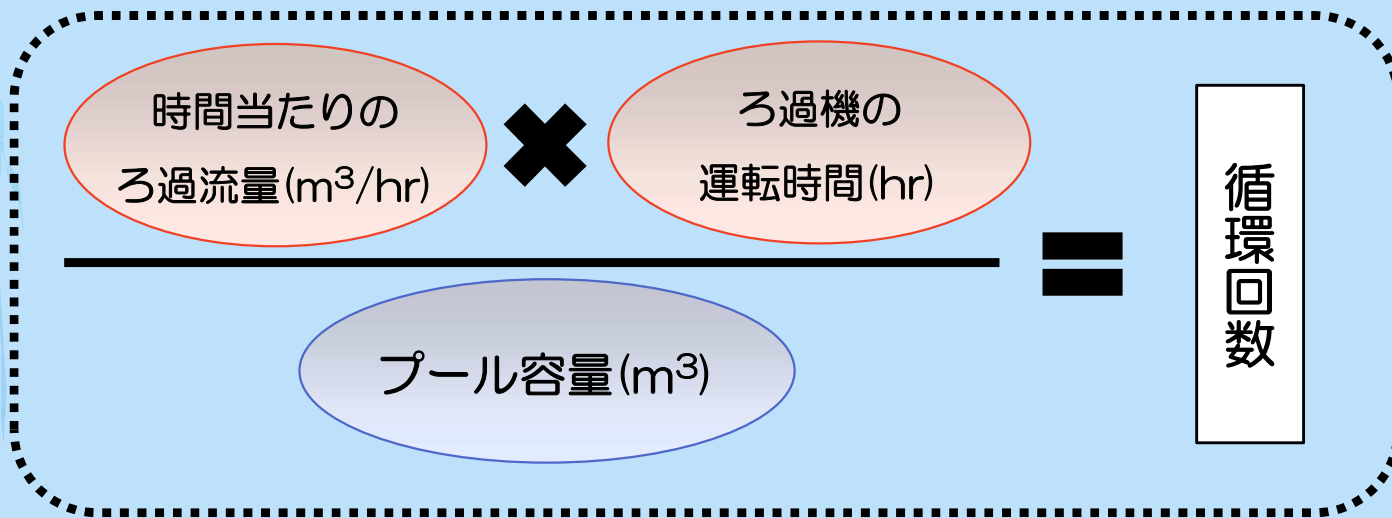 時間当たりの
ろ過流量(m³/hr)
✖
ろ過機の
運転時間(hr)
プール容量(m³)
=
循環回数